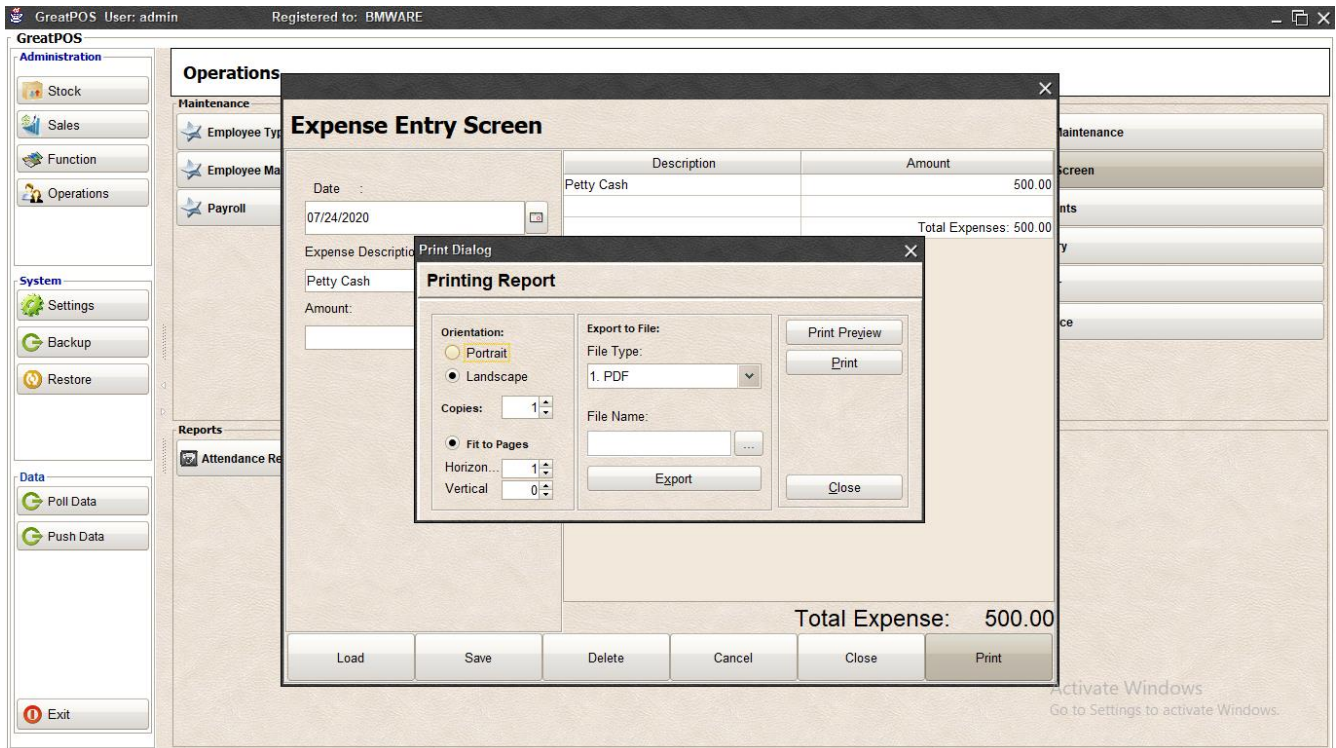 GreatPOS User: admin Registered to: BMWARE
GreatPOS
Administration
Stock
Sales
Function
Operations
System
Settings
Backup
Restore
Data
Poll Data
Push Data
Exit
Operations
Maintenance
Employee Typ
Employee Ma
Payroll
Maintenance
Screen
nts
ry
ce
Reports
Attendance Re
Expense Entry Screen
Date :
07/24/2020
Expense Descriptio
Petty Cash
Amount:
Description Amount
Petty Cash 500.00
Total Expenses: 500.00
Print Dialog
Printing Report
Orientation:
Portrait
Landscape
Copies: 1
Fit to Pages
Horizon... 1
Vertical 0
Export to File:
File Type:
1. PDF
File Name:
...
Export
Print Preview
Print
Close
Total Expense: 500.00
Load Save Delete Cancel Close Print
Activate Windows
Go to Settings to activate Windows.